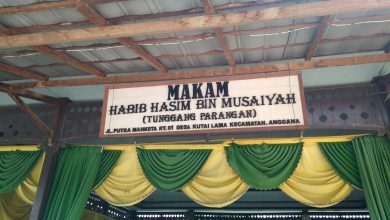 MAKAM
HABIB HASIM BIN MUSAIYAH
(TUNGGANG PARANGAN)
JL. PUTRA MAHKOTA RT.01 DESA KUTAI LAMA KECAMATAN. ANGGANA